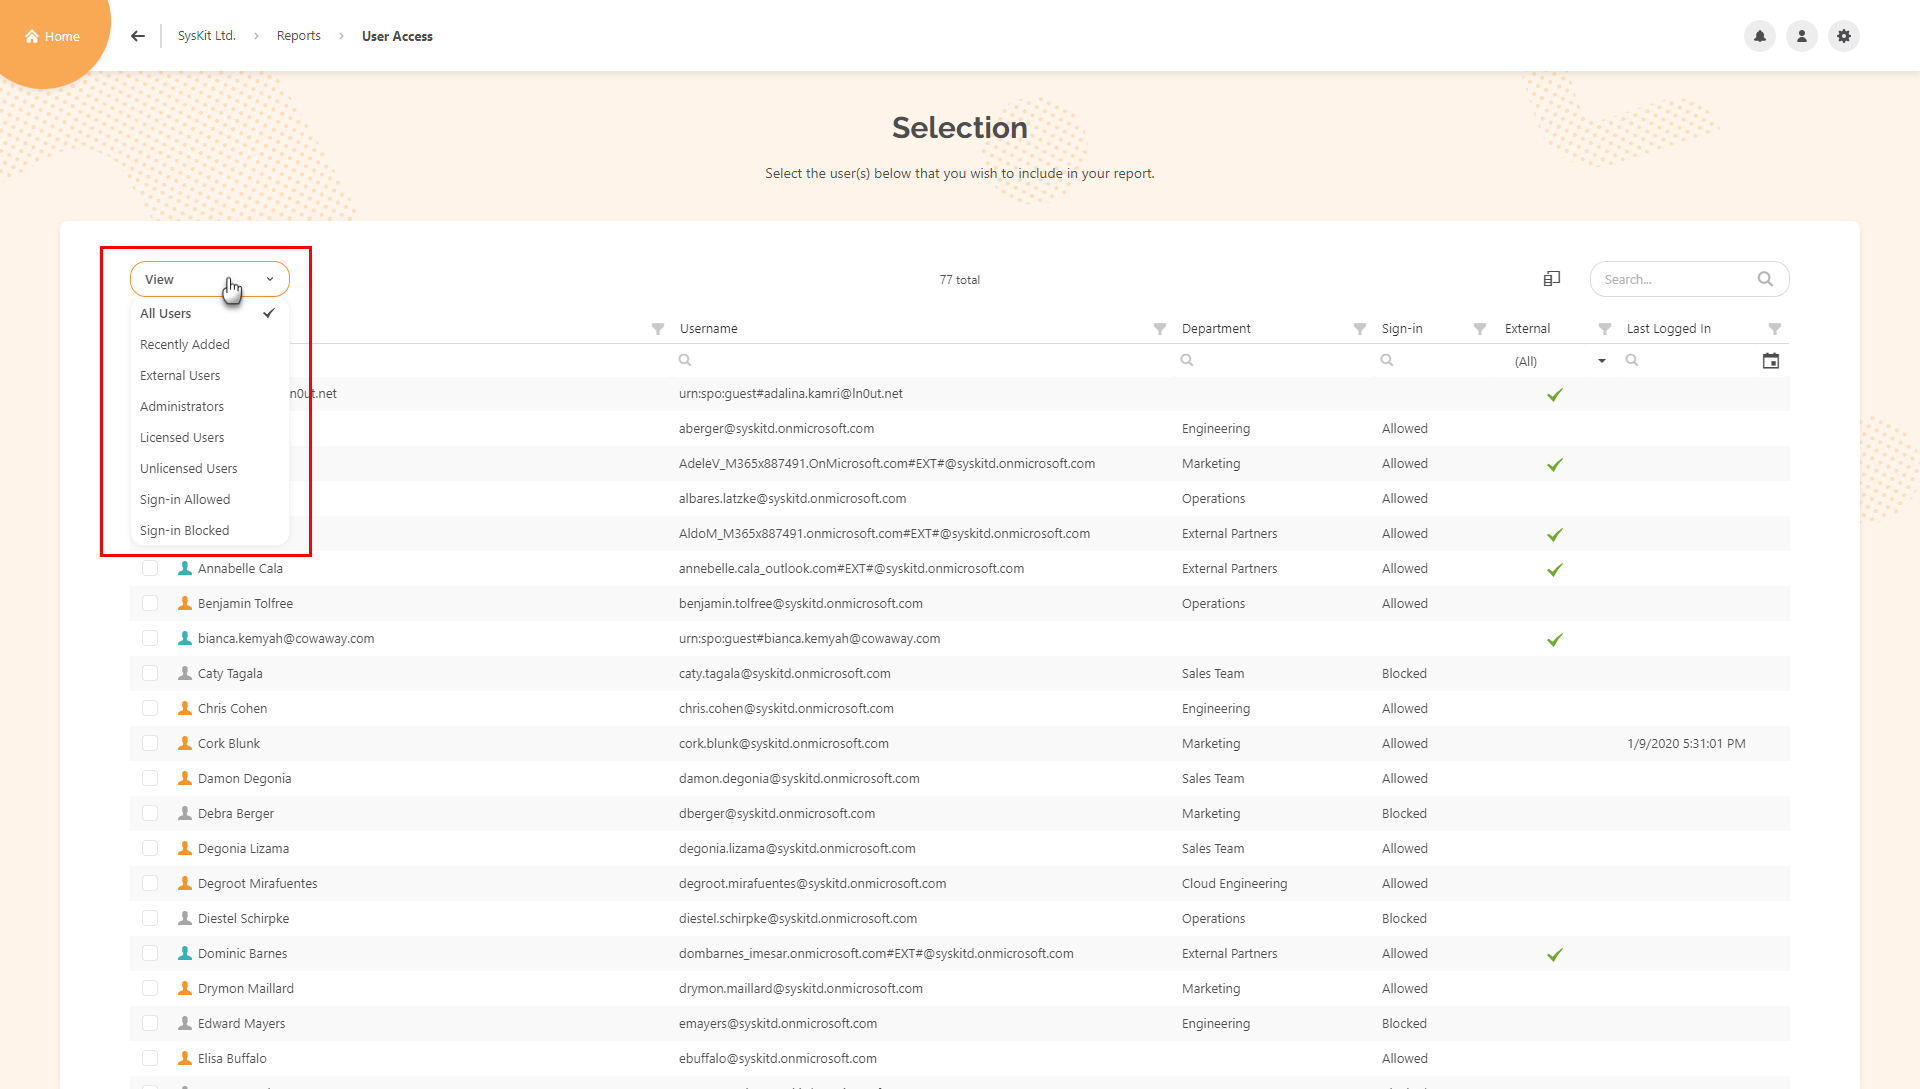 Home
SysKit Ltd. > Reports > User Access
Selection
Select the user(s) below that you wish to include in your report.
View
77 total
Search...
All Users
Recently Added
External Users
Administrators
Licensed Users
Unlicensed Users
Sign-in Allowed
Sign-in Blocked
Username Department Sign-in External Last Logged In
(All)
n0ut.net urn:spo:guest#adalina.kamri@ln0ut.net
aberger@syskitd.onmicrosoft.com Engineering Allowed
AdeleV_M365x887491.OnMicrosoft.com#EXT#@syskitd.onmicrosoft.com Marketing Allowed
albares.latzke@syskitd.onmicrosoft.com Operations Allowed
AldoM_M365x887491.onmicrosoft.com#EXT#@syskitd.onmicrosoft.com External Partners Allowed
Annabelle Cala annebelle.cala_outlook.com#EXT#@syskitd.onmicrosoft.com External Partners Allowed
Benjamin Tolfree benjamin.tolfree@syskitd.onmicrosoft.com Operations Allowed
bianca.kemyah@cowaway.com urn:spo:guest#bianca.kemyah@cowaway.com
Caty Tagala caty.tagala@syskitd.onmicrosoft.com Sales Team Blocked
Chris Cohen chris.cohen@syskitd.onmicrosoft.com Engineering Allowed
Cork Blunk cork.blunk@syskitd.onmicrosoft.com Marketing Allowed 1/9/2020 5:31:01 PM
Damon Degonia damon.degonia@syskitd.onmicrosoft.com Sales Team Allowed
Debra Berger dberger@syskitd.onmicrosoft.com Marketing Blocked
Degonia Lizama degonia.lizama@syskitd.onmicrosoft.com Sales Team Allowed
Degroot Mirafuentes degroot.mirafuentes@syskitd.onmicrosoft.com Cloud Engineering Allowed
Diestel Schirpke diestel.schirpke@syskitd.onmicrosoft.com Operations Blocked
Dominic Barnes dombarnes_imesar.onmicrosoft.com#EXT#@syskitd.onmicrosoft.com External Partners Allowed
Drymon Maillard drymon.maillard@syskitd.onmicrosoft.com Marketing Allowed
Edward Mayers emayers@syskitd.onmicrosoft.com Engineering Blocked
Elisa Buffalo ebuffalo@syskitd.onmicrosoft.com Allowed